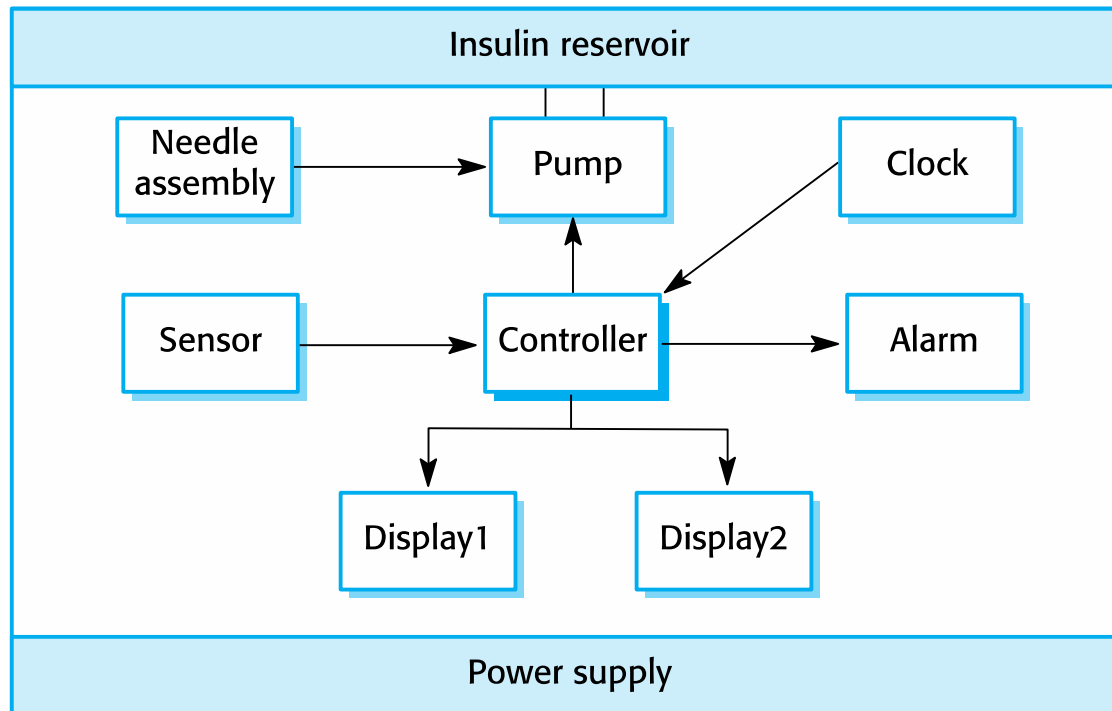 Insulin reservoir
Needle
assembly
Pump
Clock
Sensor
Controller
Alarm
Display1
Display2
Power supply